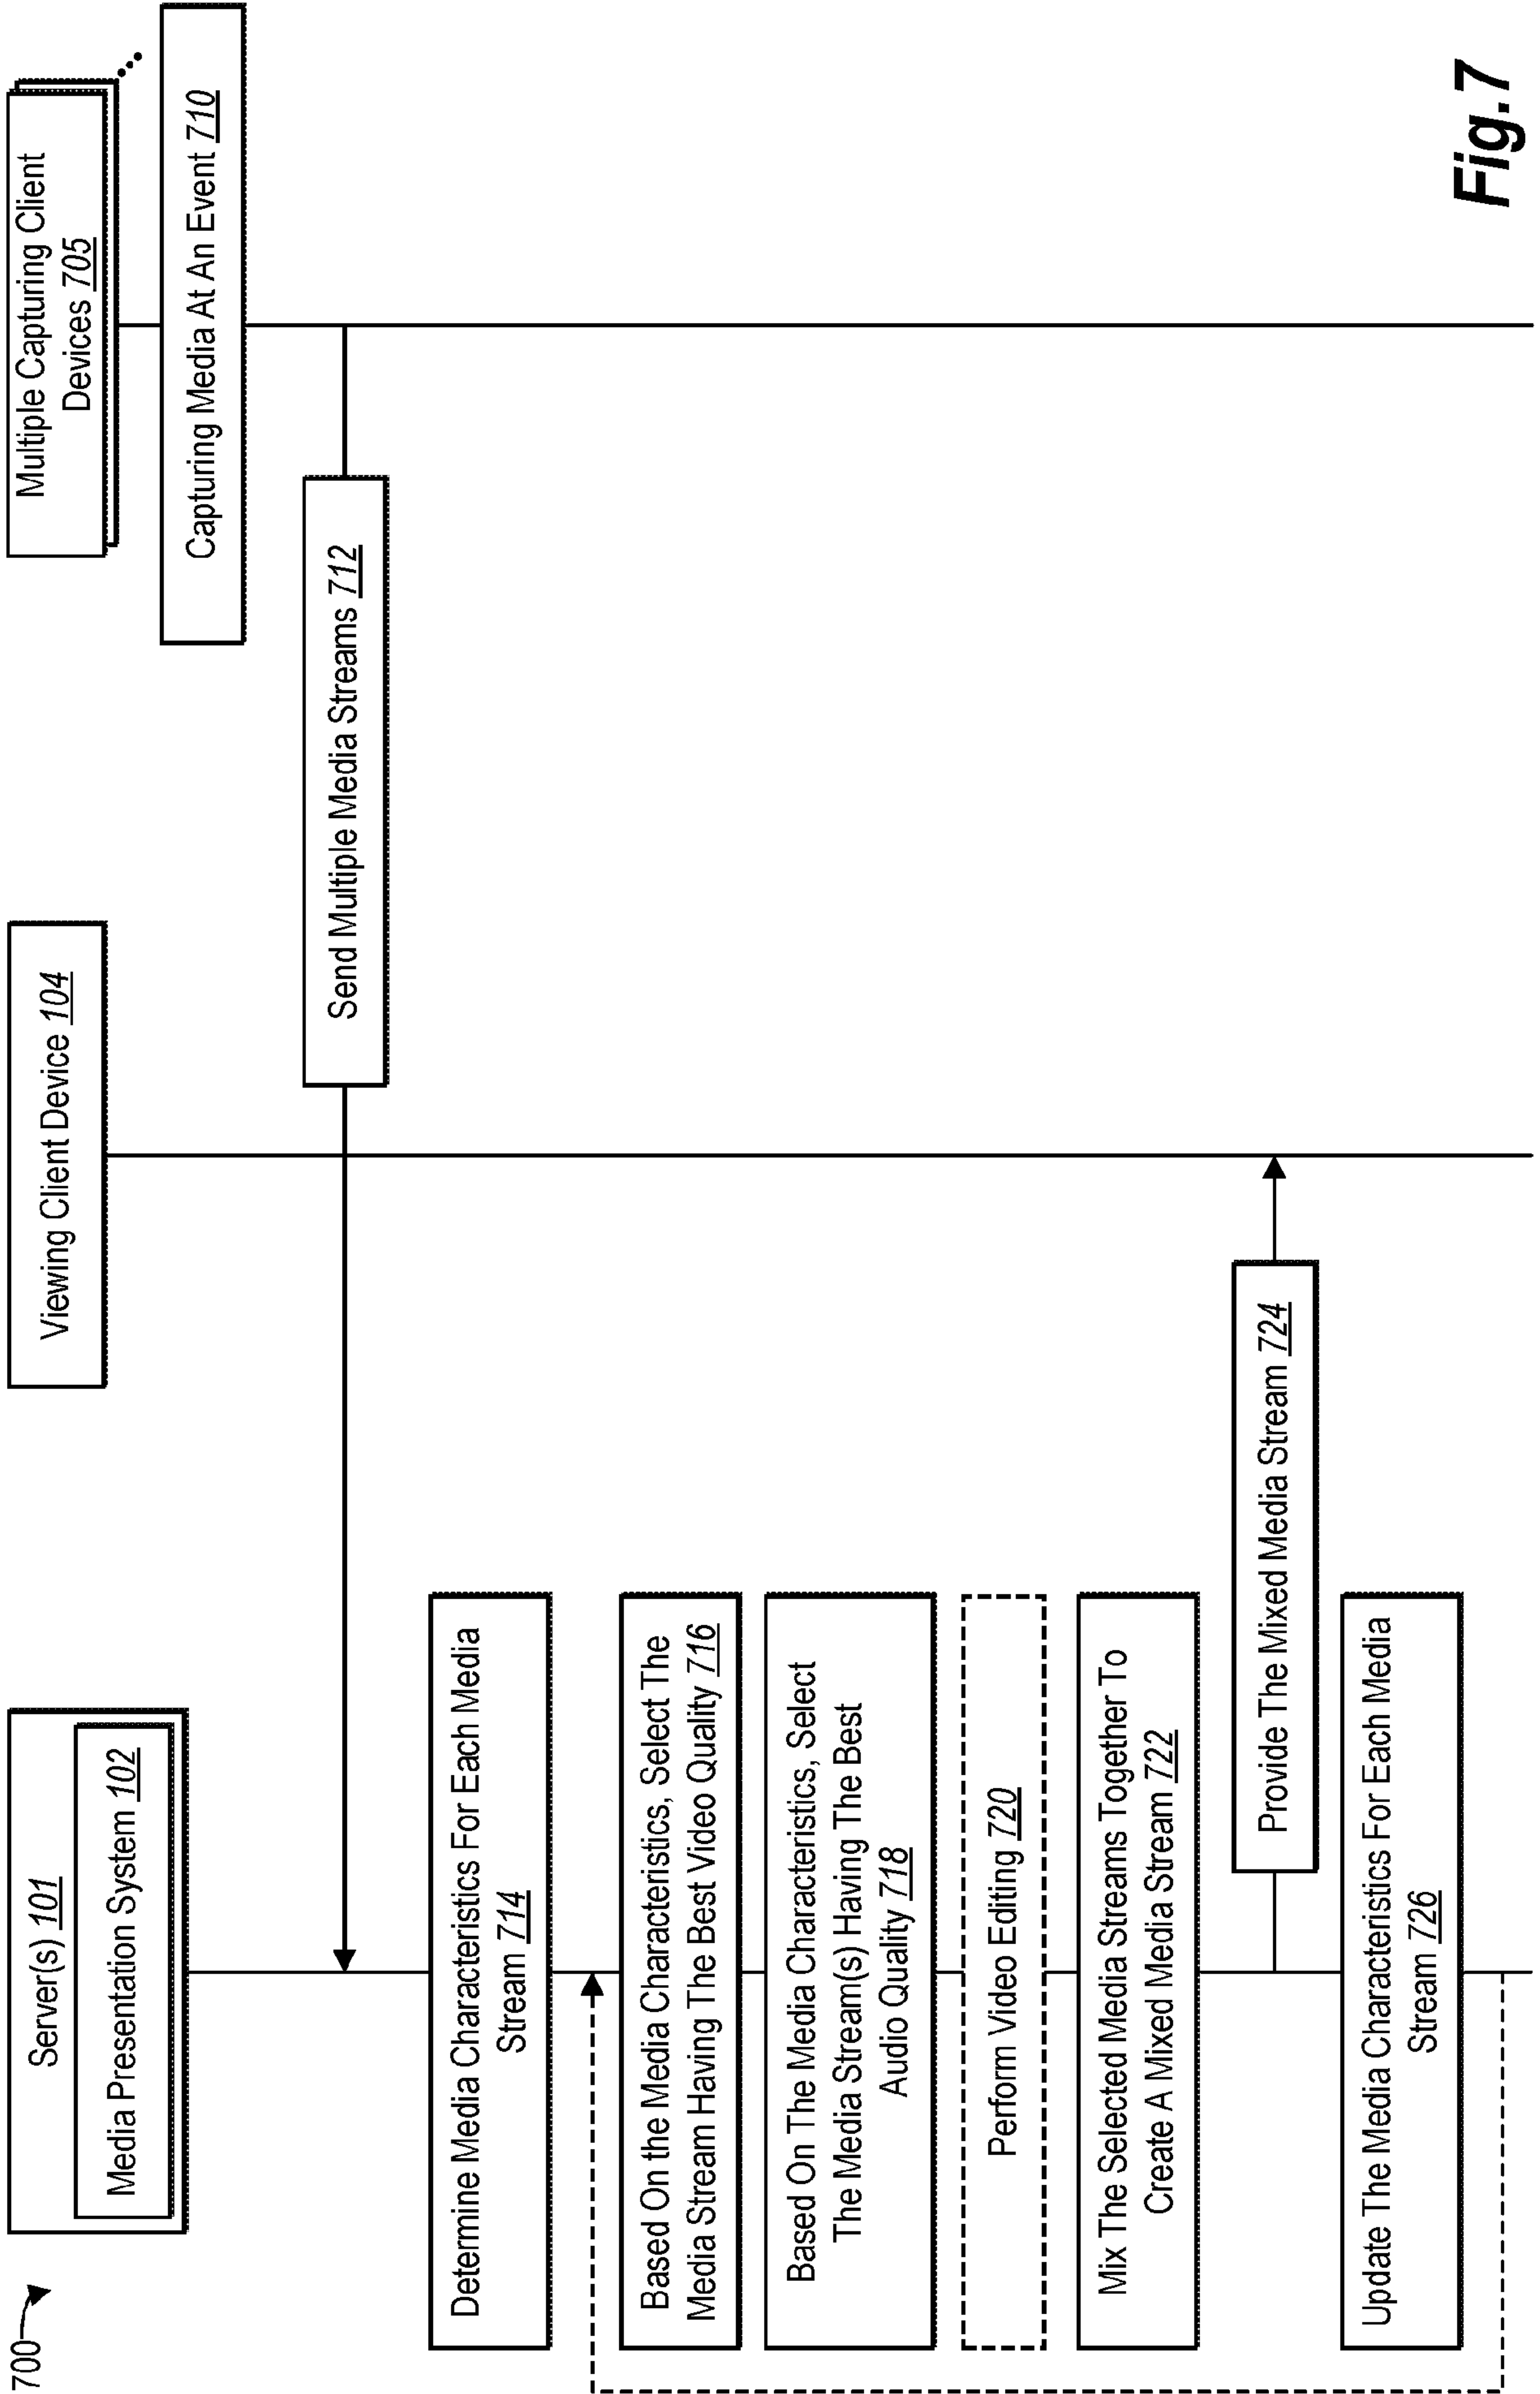 700
Server(s) 101
Media Presentation System 102
Viewing Client Device 104
Multiple Capturing Client
Devices 705
Capturing Media At An Event 710
Send Multiple Media Streams 712
Determine Media Characteristics For Each Media
Stream 714
Based On the Media Characteristics, Select The
Media Stream Having The Best Video Quality 716
Based On The Media Characteristics, Select
The Media Stream(s) Having The Best
Audio Quality 718
Perform Video Editing 720
Mix The Selected Media Streams Together To
Create A Mixed Media Stream 722
Provide The Mixed Media Stream 724
Update The Media Characteristics For Each Media
Stream 726
Fig.7